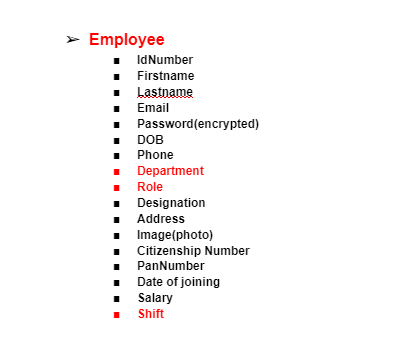 Employee
IdNumber
Firstname
Lastname
Email
Password(encrypted)
DOB
Phone
Department
Role
Designation
Address
Image(photo)
Citizenship Number
PanNumber
Date of joining
Salary
Shift